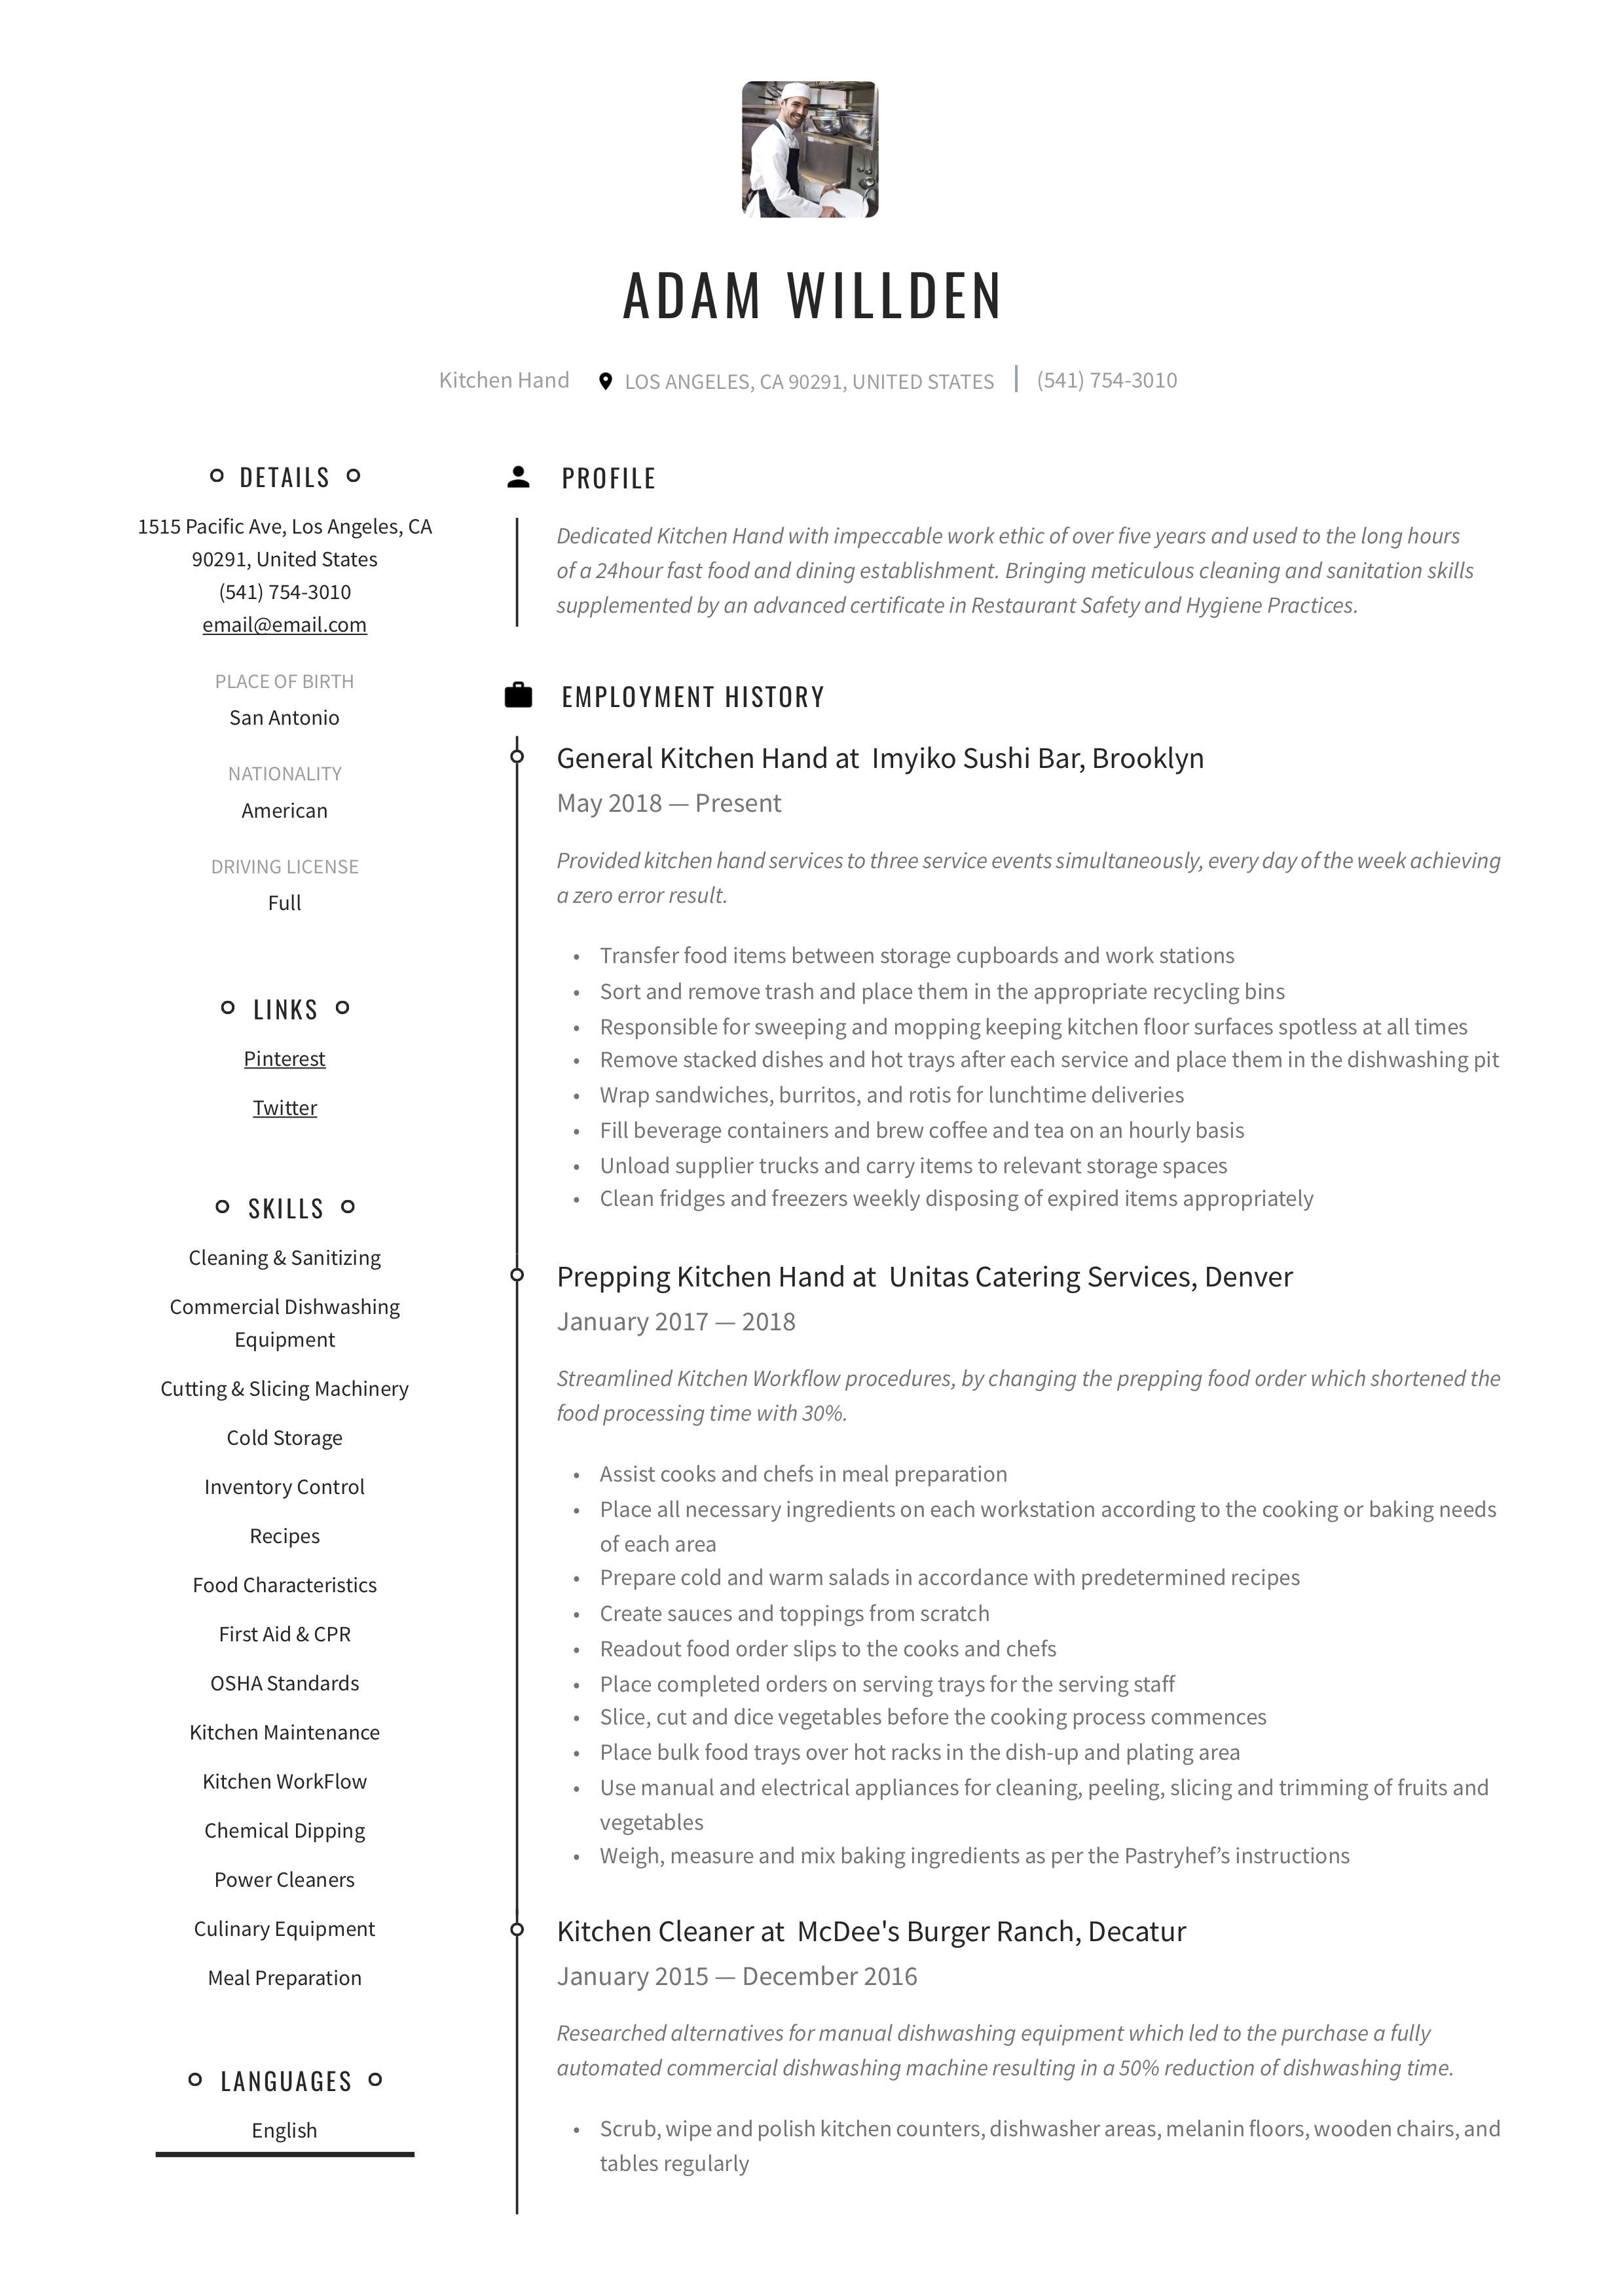 ADAM WILLDEN
Kitchen Hand LOS ANGELES, CA 90291, UNITED STATES | (541) 754-3010
DETAILS
1515 Pacific Ave, Los Angeles, CA
90291, United States
(541) 754-3010
email@email.com
PLACE OF BIRTH
San Antonio
NATIONALITY
American
DRIVING LICENSE
Full
LINKS
Pinterest
Twitter
SKILLS
Cleaning & Sanitizing
Commercial Dishwashing
Equipment
Cutting & Slicing Machinery
Cold Storage
Inventory Control
Recipes
Food Characteristics
First Aid & CPR
OSHA Standards
Kitchen Maintenance
Kitchen WorkFlow
Chemical Dipping
Power Cleaners
Culinary Equipment
Meal Preparation
LANGUAGES
English
PROFILE
Dedicated Kitchen Hand with impeccable work ethic of over five years and used to the long hours
of a 24hour fast food and dining establishment. Bringing meticulous cleaning and sanitation skills
supplemented by an advanced certificate in Restaurant Safety and Hygiene Practices.
EMPLOYMENT HISTORY
General Kitchen Hand at Imyiko Sushi Bar, Brooklyn
May 2018 — Present
Provided kitchen hand services to three service events simultaneously, every day of the week achieving
a zero error result.
• Transfer food items between storage cupboards and work stations
• Sort and remove trash and place them in the appropriate recycling bins
• Responsible for sweeping and mopping keeping kitchen floor surfaces spotless at all times
• Remove stacked dishes and hot trays after each service and place them in the dishwashing pit
• Wrap sandwiches, burritos, and rotis for lunchtime deliveries
• Fill beverage containers and brew coffee and tea on an hourly basis
• Unload supplier trucks and carry items to relevant storage spaces
• Clean fridges and freezers weekly disposing of expired items appropriately
Prepping Kitchen Hand at Unitas Catering Services, Denver
January 2017 — 2018
Streamlined Kitchen Workflow procedures, by changing the prepping food order which shortened the
food processing time with 30%.
• Assist cooks and chefs in meal preparation
• Place all necessary ingredients on each workstation according to the cooking or baking needs
of each area
• Prepare cold and warm salads in accordance with predetermined recipes
• Create sauces and toppings from scratch
• Readout food order slips to the cooks and chefs
• Place completed orders on serving trays for the serving staff
• Slice, cut and dice vegetables before the cooking process commences
• Place bulk food trays over hot racks in the dish-up and plating area
• Use manual and electrical appliances for cleaning, peeling, slicing and trimming of fruits and
vegetables
• Weigh, measure and mix baking ingredients as per the Pastryhef’s instructions
Kitchen Cleaner at McDee's Burger Ranch, Decatur
January 2015 — December 2016
Researched alternatives for manual dishwashing equipment which led to the purchase a fully
automated commercial dishwashing machine resulting in a 50% reduction of dishwashing time.
• Scrub, wipe and polish kitchen counters, dishwasher areas, melanin floors, wooden chairs, and
tables regularly